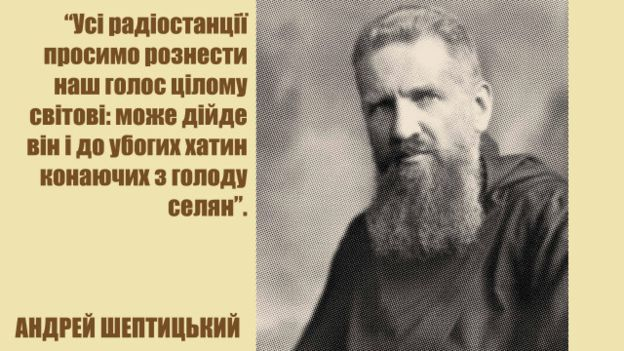 “Усі радіостанції
просимо рознести
наш голос цілому
світові: може дійде
він і до убогих хатин
конаючих з голоду
селян”.
АНДРЕЙ ШЕПТИЦЬКИЙ